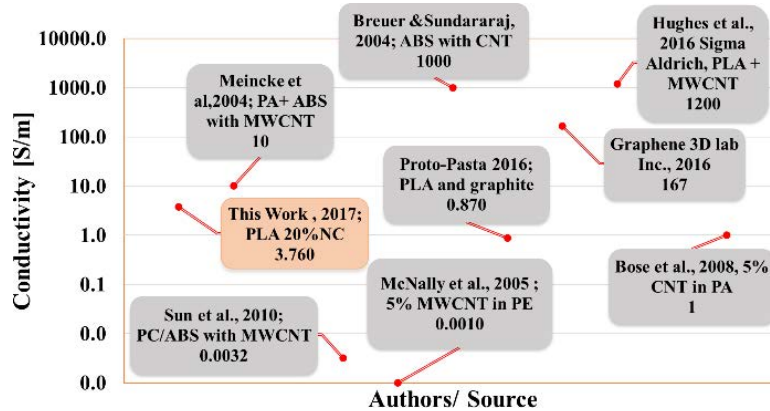 Conductivity [S/m]
10000.0
1000.0
100.0
10.0
1.0
0.1
0.0
0.0
Meincke et
al,2004; PA+ ABS
with MWCNT
10
Breuer &Sundararaj,
2004; ABS with CNT
1000
Hughes et al.,
2016 Sigma
Aldrich, PLA +
MWCNT
1200
This Work , 2017;
PLA 20%NC
3.760
Proto-Pasta 2016;
PLA and graphite
0.870
Graphene 3D lab
Inc., 2016
167
Sun et al., 2010;
PC/ABS with MWCNT
0.0032
McNally et al., 2005 ;
5% MWCNT in PE
0.0010
Bose et al., 2008, 5%
CNT in PA
1
Authors/ Source